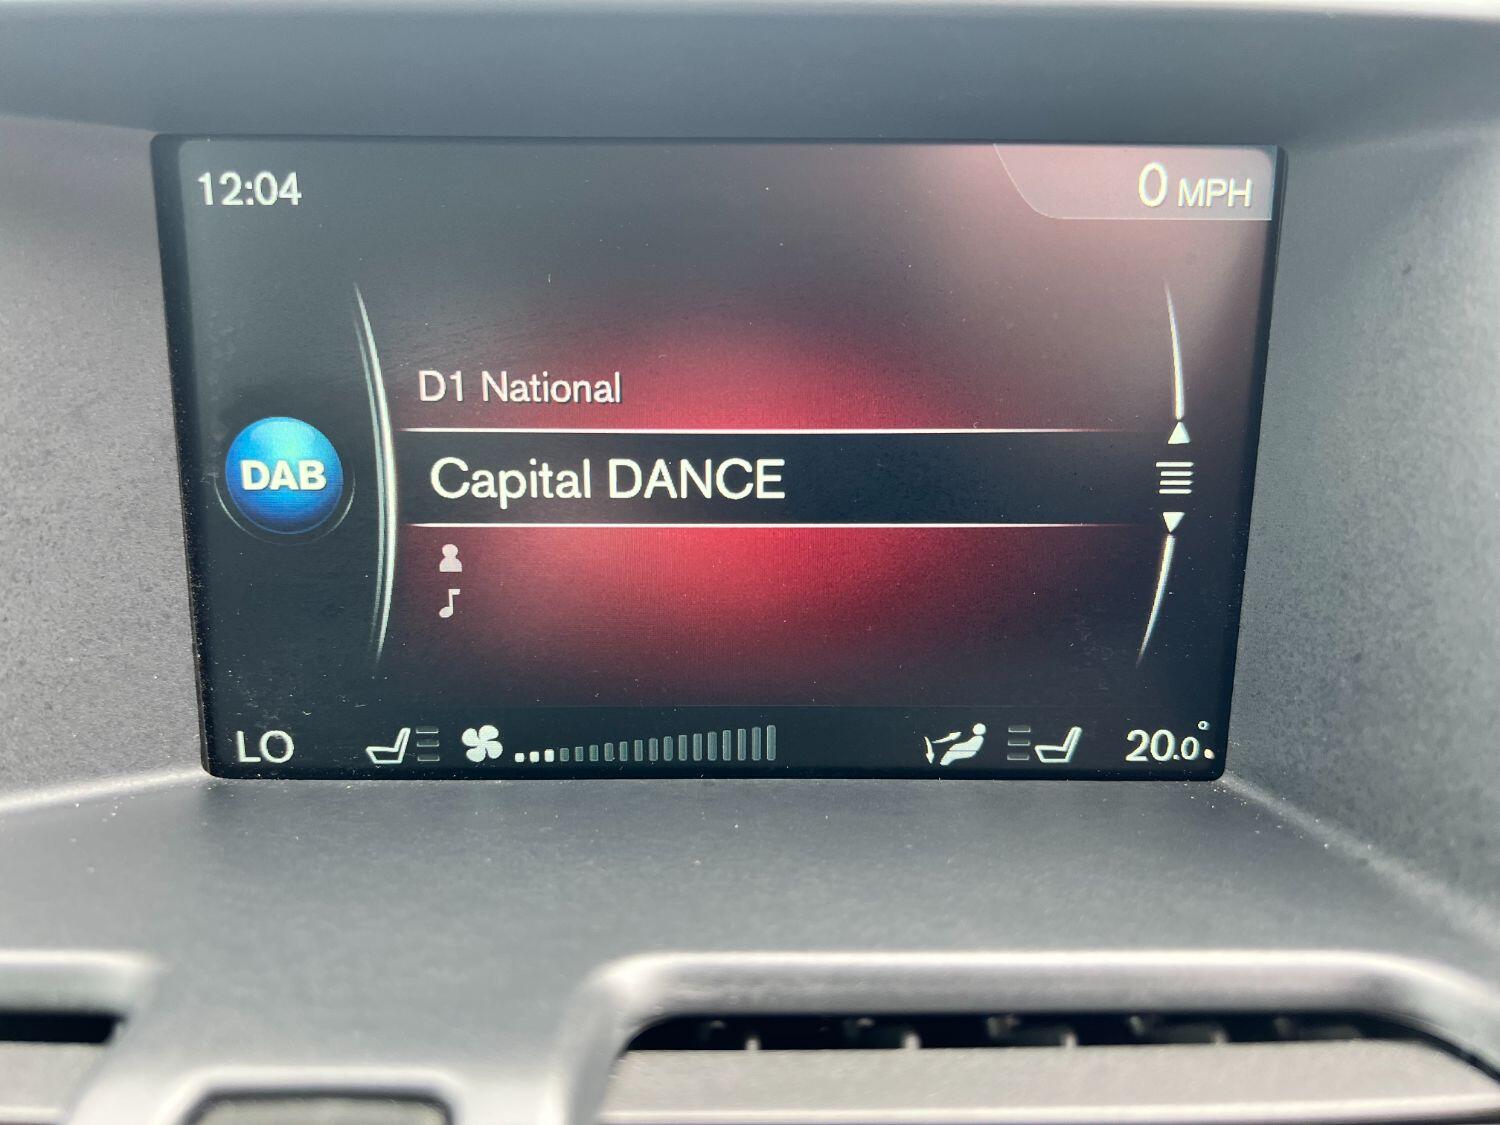 12:04
0 MPH
D1 National
DAB
Capital DANCE
LO
20.0°